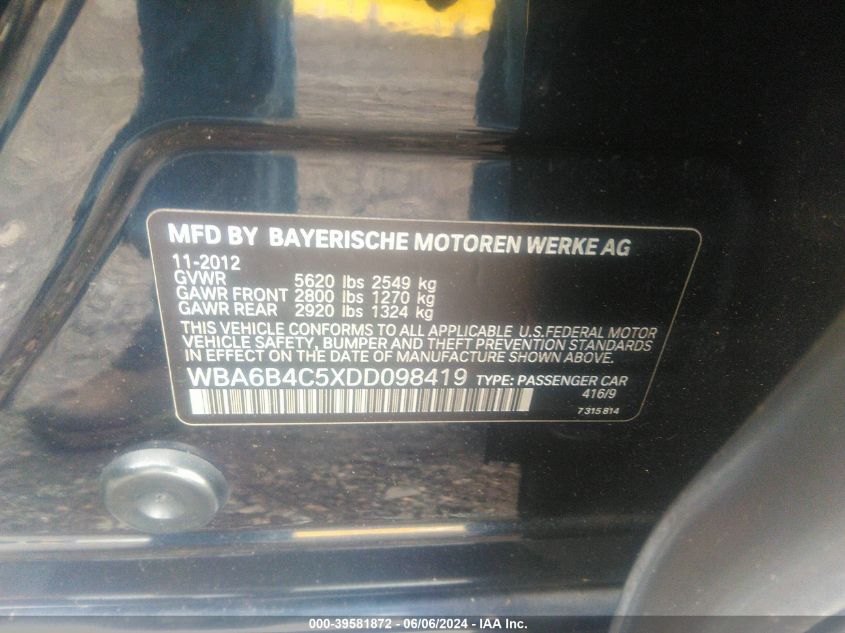 MFD BY BAYERISCHE MOTOREN WERKE AG
11-2012
GVWR 5620 lbs 2549 kg
GAWR FRONT 2800 lbs 1270 kg
GAWR REAR 2920 lbs 1324 kg
THIS VEHICLE CONFORMS TO ALL APPLICABLE U.S.FEDERAL MOTOR
VEHICLE SAFETY, BUMPER AND THEFT PREVENTION STANDARDS
IN EFFECT ON THE DATE OF MANUFACTURE SHOWN ABOVE.
WBA6B4C5XDD098419 TYPE: PASSENGER CAR
416/9
7 315 814
000-39581872 - 06/06/2024 - IAA Inc.